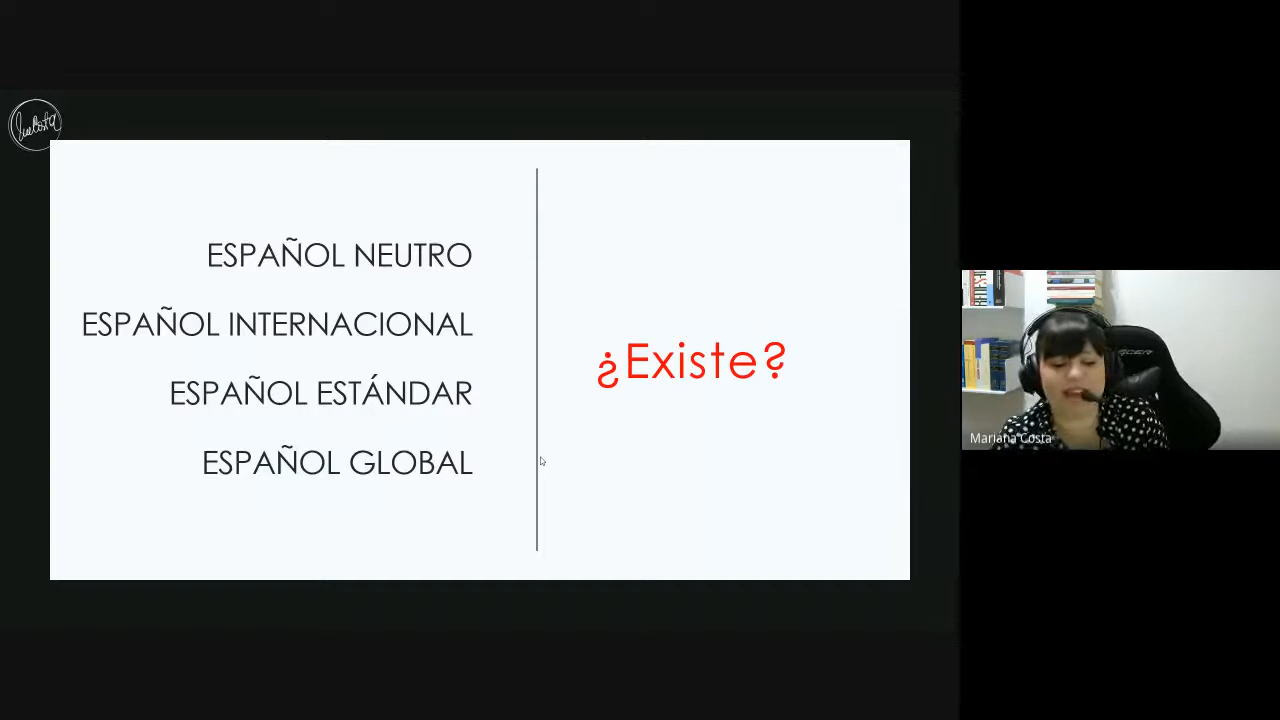 ESPAÑOL NEUTRO
ESPAÑOL INTERNACIONAL
ESPAÑOL ESTÁNDAR
ESPAÑOL GLOBAL
¿Existe?
Mariana Costa